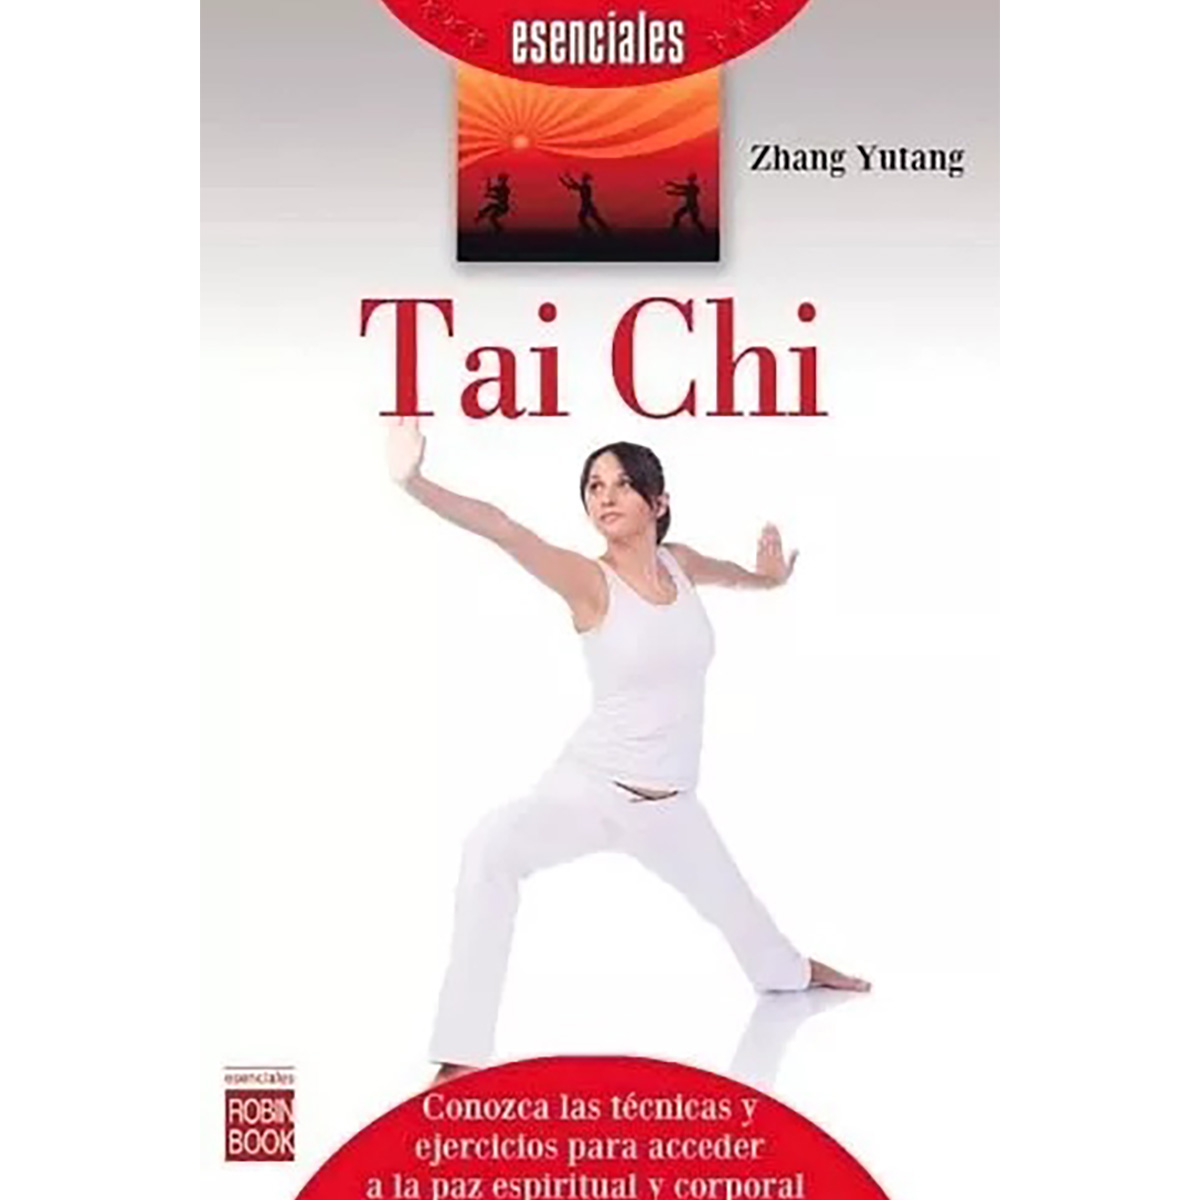 esenciales
Zhang Yutang
Tai Chi
esenciales
ROBIN
BOOK
Conozca las técnicas y
ejercicios para acceder
a la paz espiritual y corporal